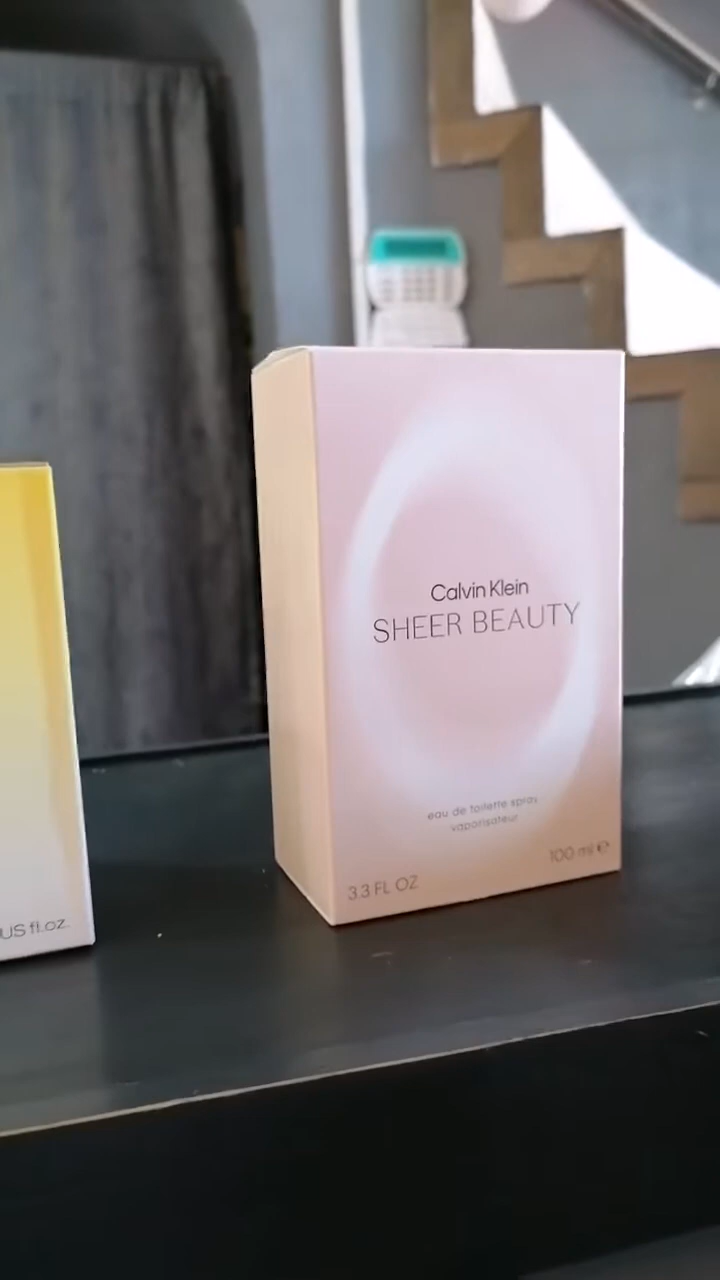 Calvin Klein
SHEER BEAUTY
eau de toilette spray
vaporisateur
3.3 FL OZ
100 ml ℮
US fl.oz.